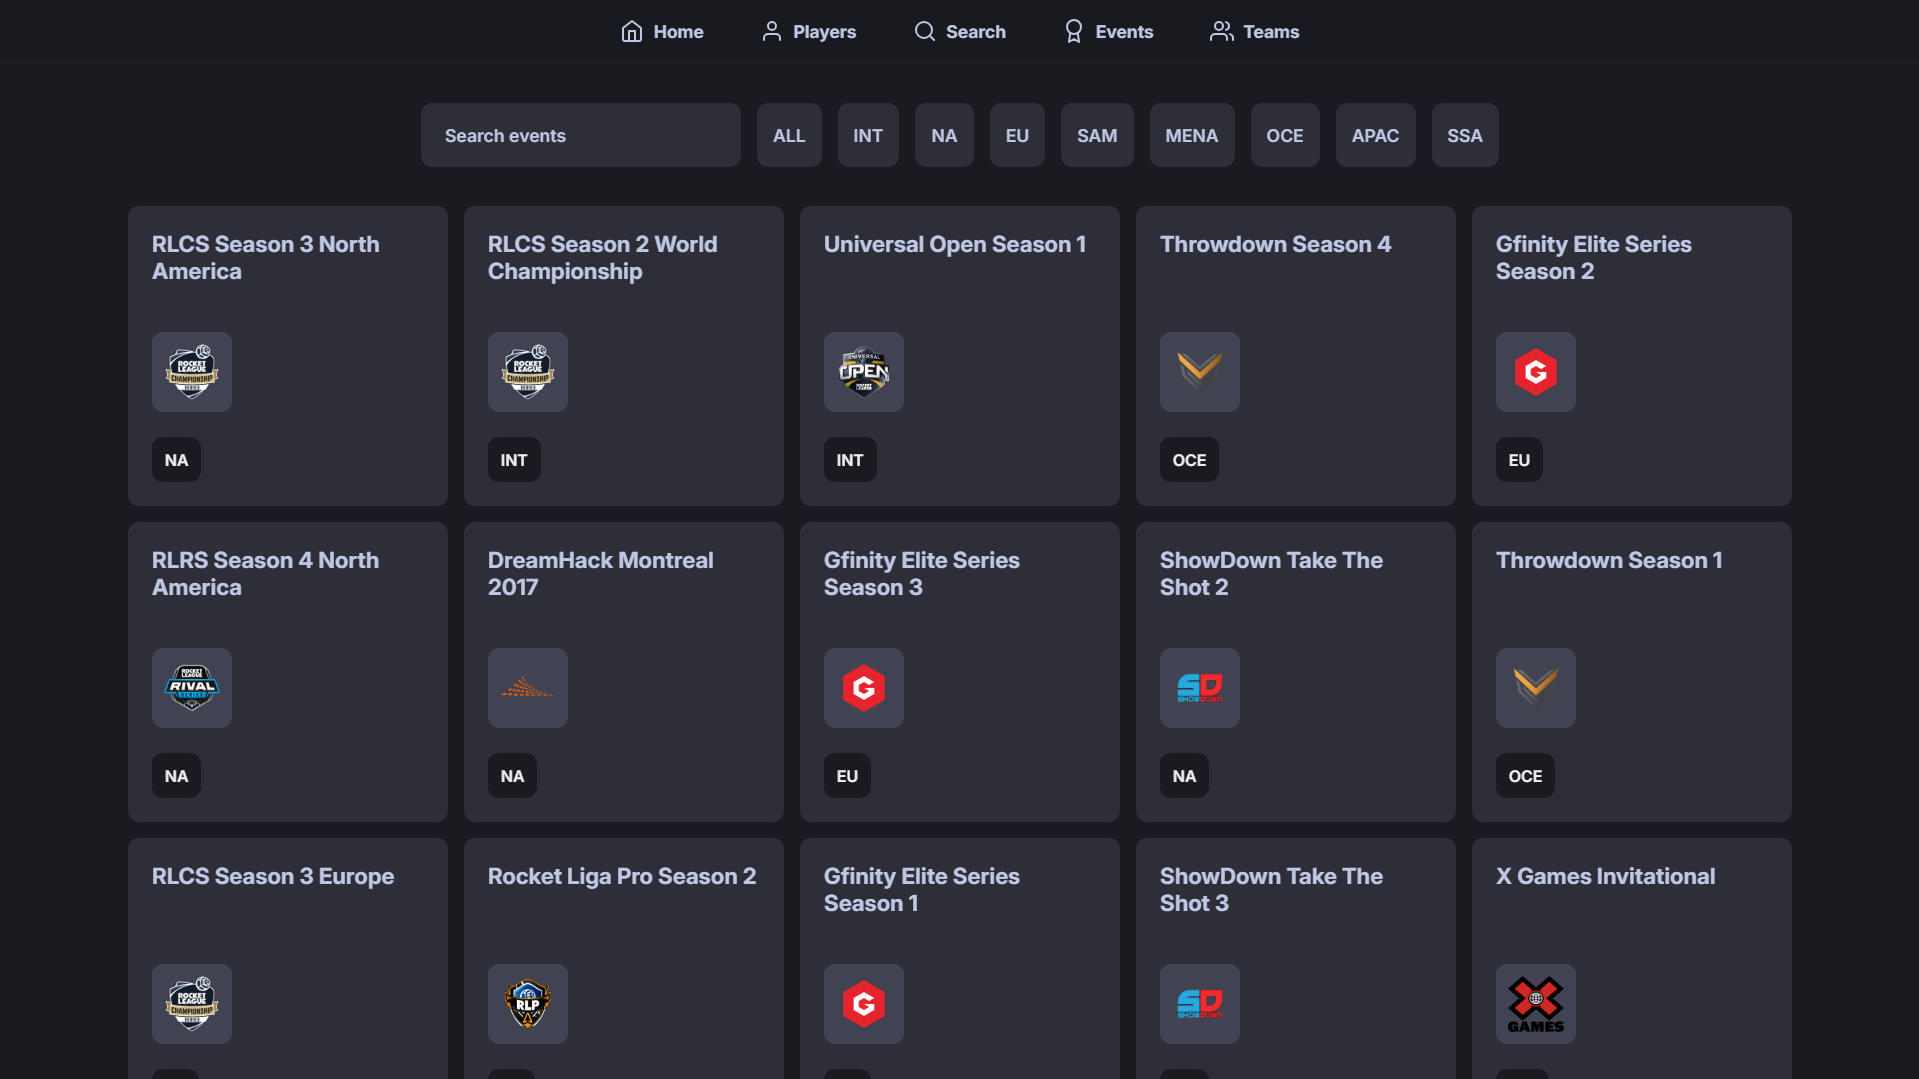 Home
Players
Search
Events
Teams
Search events
ALL
INT
NA
EU
SAM
MENA
OCE
APAC
SSA
RLCS Season 3 North
America
ROCKET
LEAGUE
CHAMPIONSHIP
SERIES
NA
RLCS Season 2 World
Championship
ROCKET
LEAGUE
CHAMPIONSHIP
SERIES
INT
Universal Open Season 1
UNIVERSAL
OPEN
ROCKET
LEAGUE
INT
Throwdown Season 4
OCE
Gfinity Elite Series
Season 2
G
EU
RLRS Season 4 North
America
ROCKET
LEAGUE
RIVAL
SERIES
NA
DreamHack Montreal
2017
NA
Gfinity Elite Series
Season 3
G
EU
ShowDown Take The
Shot 2
SD
SHOWDOWN
NA
Throwdown Season 1
OCE
RLCS Season 3 Europe
ROCKET
LEAGUE
CHAMPIONSHIP
SERIES
Rocket Liga Pro Season 2
RLP
Gfinity Elite Series
Season 1
G
ShowDown Take The
Shot 3
SD
SHOWDOWN
X Games Invitational
X
GAMES